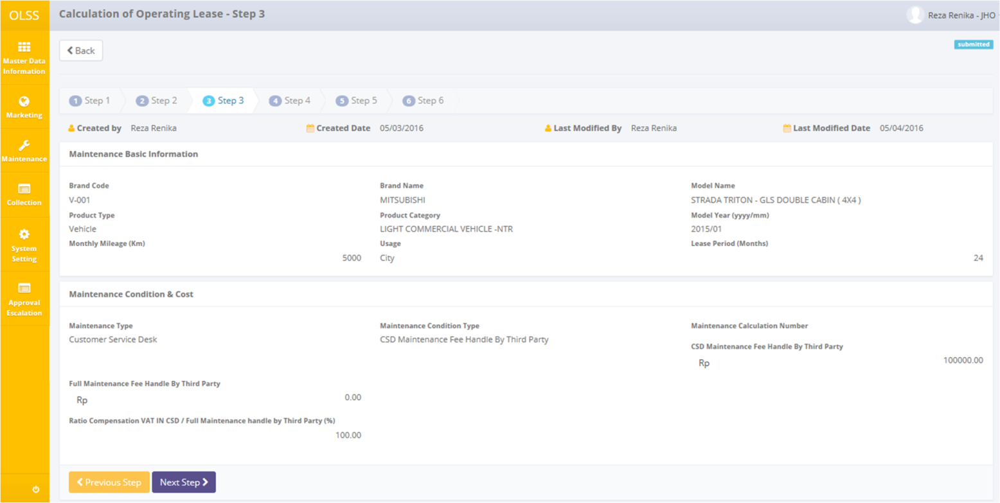 OLSS
Calculation of Operating Lease - Step 3
Reza Renika - JHO
Master Data
Information
Marketing
Maintenance
Collection
System
Setting
Approval
Escalation
Back
submitted
1 Step 1 2 Step 2 3 Step 3 4 Step 4 5 Step 5 6 Step 6
Created by Reza Renika Created Date 05/03/2016 Last Modified By Reza Renika Last Modified Date 05/04/2016
Maintenance Basic Information
Brand Code Brand Name Model Name
V-001 MITSUBISHI STRADA TRITON - GLS DOUBLE CABIN ( 4X4 )
Product Type Product Category Model Year (yyyy/mm)
Vehicle LIGHT COMMERCIAL VEHICLE -NTR 2015/01
Monthly Mileage (Km) Usage Lease Period (Months)
5000 City 24
Maintenance Condition & Cost
Maintenance Type Maintenance Condition Type Maintenance Calculation Number
Customer Service Desk CSD Maintenance Fee Handle By Third Party
CSD Maintenance Fee Handle By Third Party
Rp 100000.00
Full Maintenance Fee Handle By Third Party
Rp 0.00
Ratio Compensation VAT IN CSD / Full Maintenance handle by Third Party (%)
100.00
Previous Step Next Step